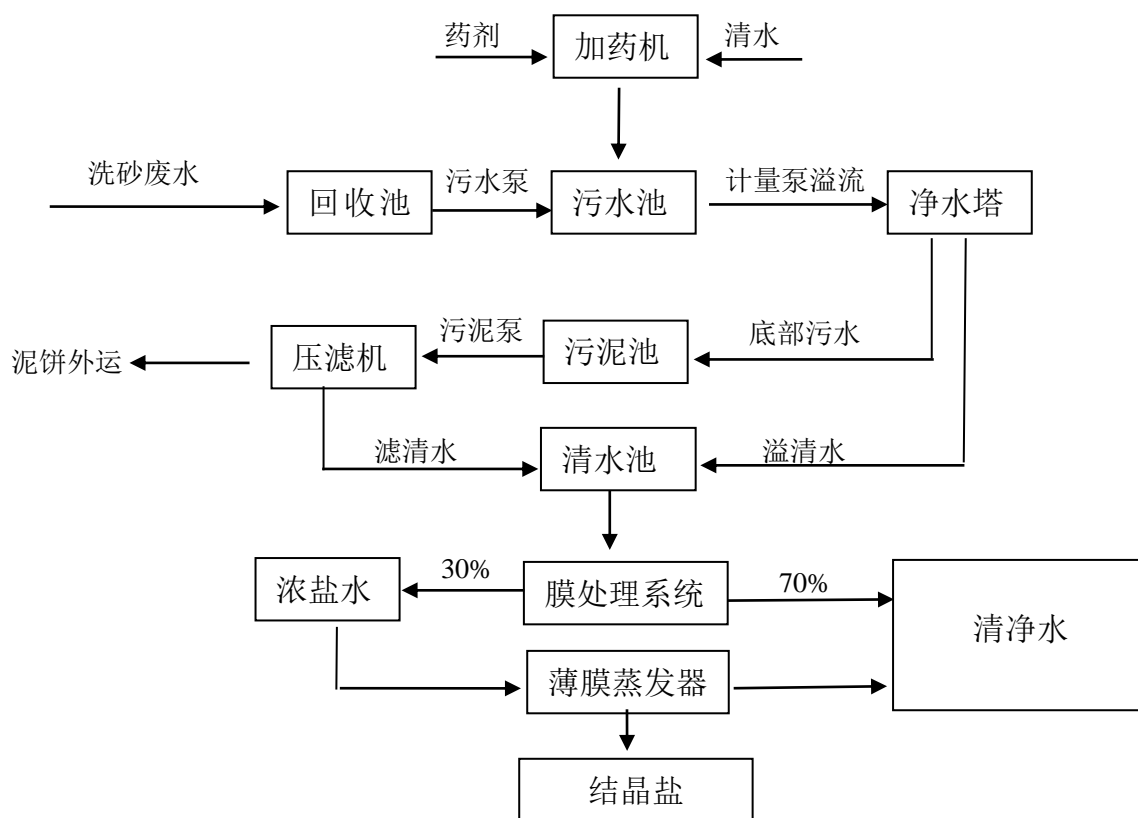 药剂
加药机
清水
洗砂废水
回收池
污水泵
污水池
计量泵溢流
净水塔
泥饼外运
压滤机
污泥泵
污泥池
底部污水
滤清水
清水池
溢清水
浓盐水
30%
膜处理系统
70%
清净水
薄膜蒸发器
结晶盐